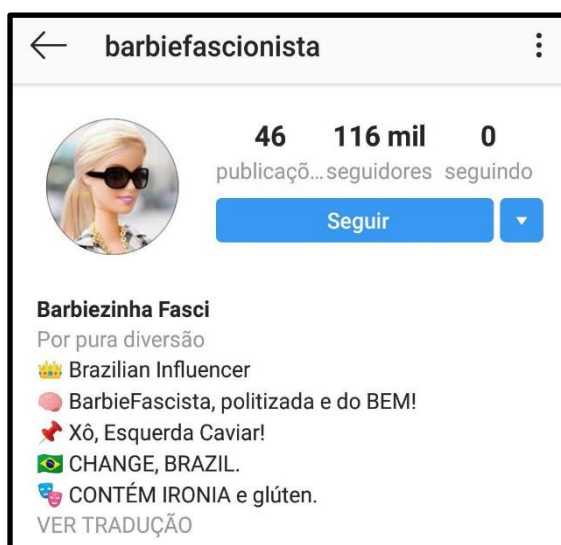 barbiefascionista
46 116 mil 0
publicaçõ... seguidores seguindo
Seguir
Barbiezinha Fasci
Por pura diversão
👑 Brazilian Influencer
🧠 BarbieFascista, politizada e do BEM!
📌 Xô, Esquerda Caviar!
🇧🇷 CHANGE, BRAZIL.
🎭 CONTÉM IRONIA e glúten.
VER TRADUÇÃO